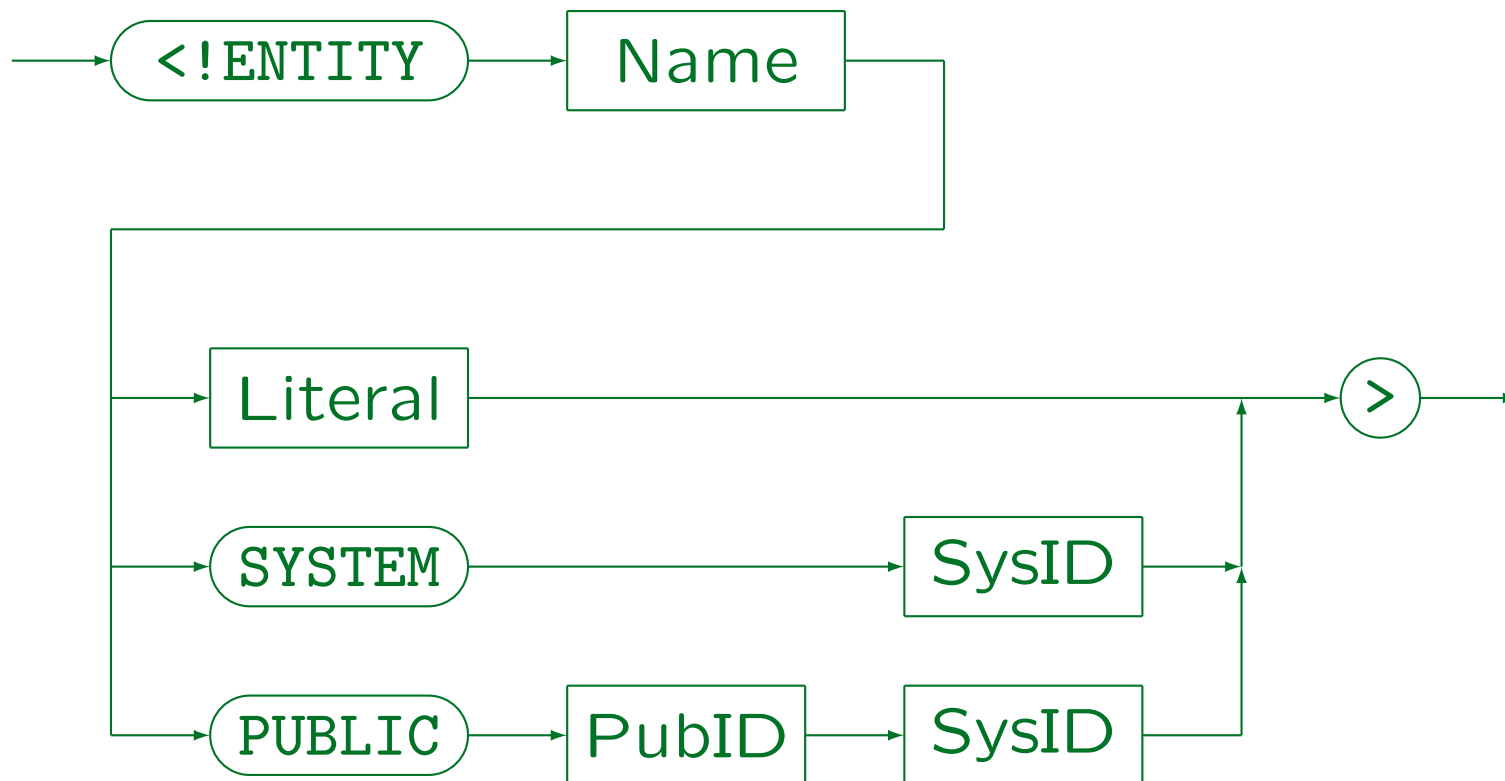 <!ENTITY Name
Literal >
SYSTEM SysID
PUBLIC PubID SysID